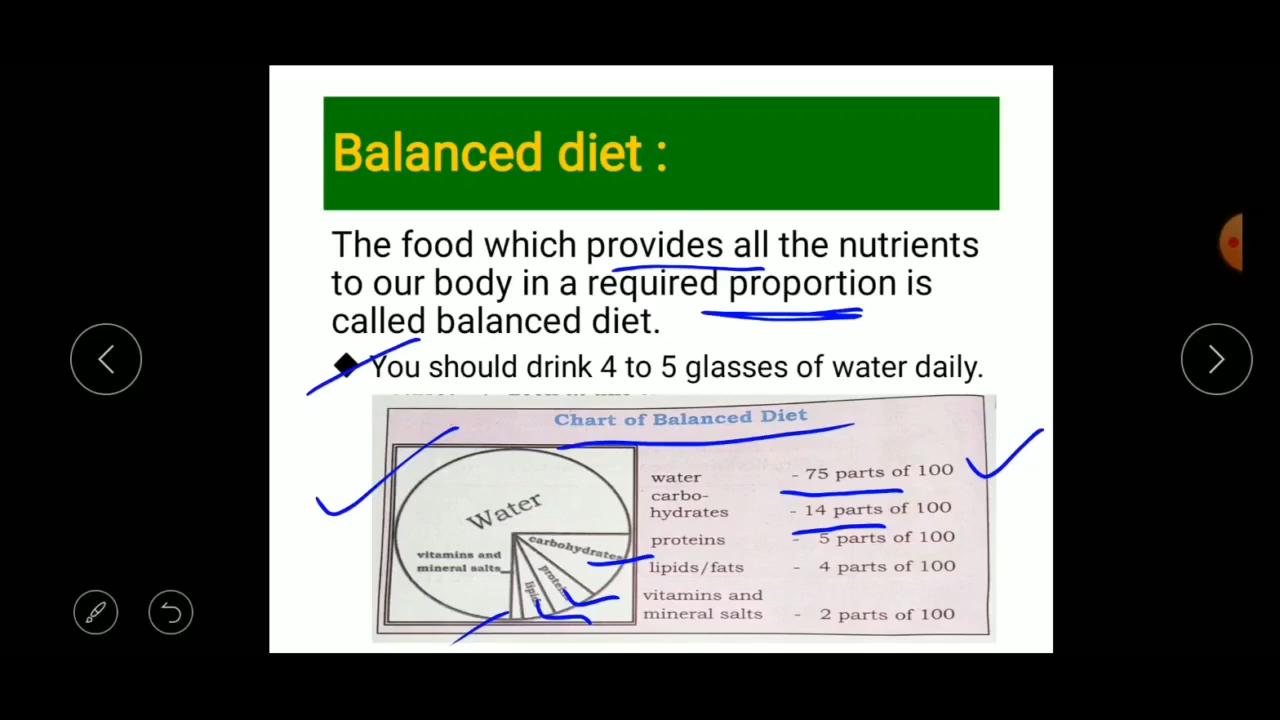 Balanced diet :
The food which provides all the nutrients
to our body in a required proportion is
called balanced diet.
You should drink 4 to 5 glasses of water daily.
Chart of Balanced Diet
Water
carbohydrates
proteins
lipids
vitamins and
mineral salts
water - 75 parts of 100
carbo-
hydrates - 14 parts of 100
proteins - 5 parts of 100
lipids/fats - 4 parts of 100
vitamins and
mineral salts - 2 parts of 100